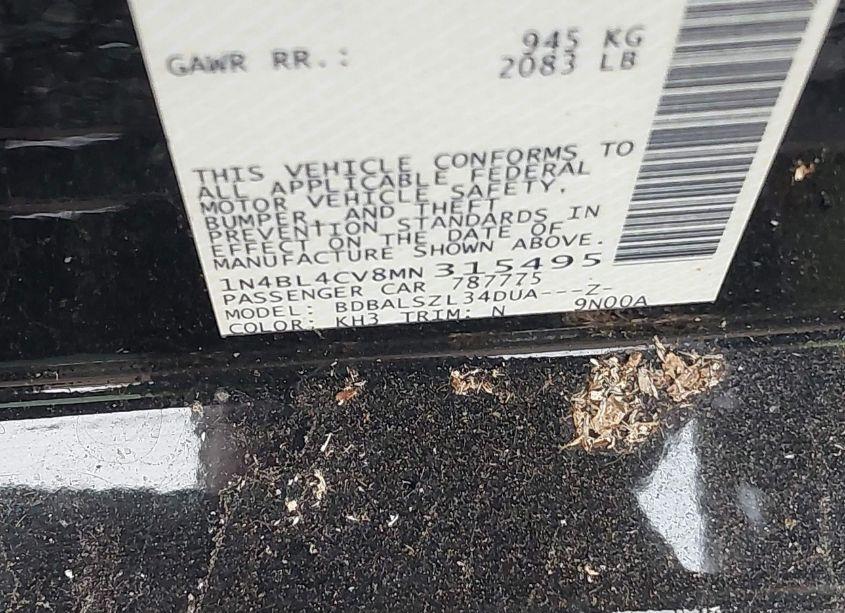 GAWR RR.: 945 KG
2083 LB
THIS VEHICLE CONFORMS TO
ALL APPLICABLE FEDERAL
MOTOR VEHICLE SAFETY,
BUMPER, AND THEFT
PREVENTION STANDARDS IN
EFFECT ON THE DATE OF
MANUFACTURE SHOWN ABOVE.
1N4BL4CV8MN 315495
PASSENGER CAR 787775
MODEL: BDBALSZL34DUA---Z-
COLOR: KH3 TRIM: N 9N00A